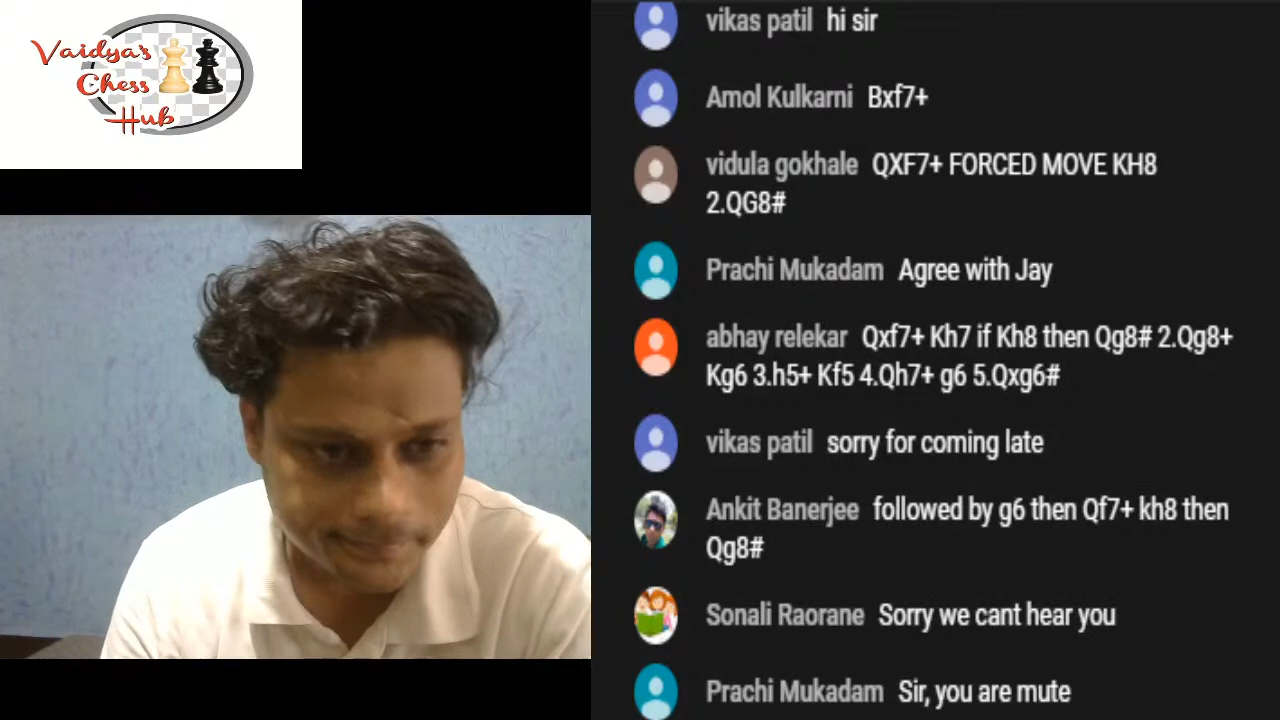 Vaidya's
Chess
Hub
vikas patil hi sir
Amol Kulkarni Bxf7+
vidula gokhale QXF7+ FORCED MOVE KH8
2.QG8#
Prachi Mukadam Agree with Jay
abhay relekar Qxf7+ Kh7 if Kh8 then Qg8# 2.Qg8+
Kg6 3.h5+ Kf5 4.Qh7+ g6 5.Qxg6#
vikas patil sorry for coming late
Ankit Banerjee followed by g6 then Qf7+ kh8 then
Qg8#
Sonali Raorane Sorry we cant hear you
Prachi Mukadam Sir, you are mute